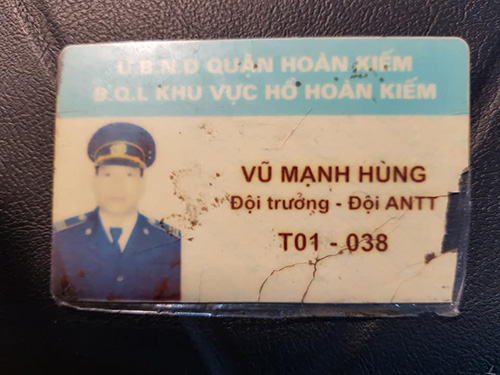 U.B.N.D QUẬN HOÀN KIẾM
B.Q.L KHU VỰC HỒ HOÀN KIẾM
VŨ MẠNH HÙNG
Đội trưởng - Đội ANTT
T01 - 038